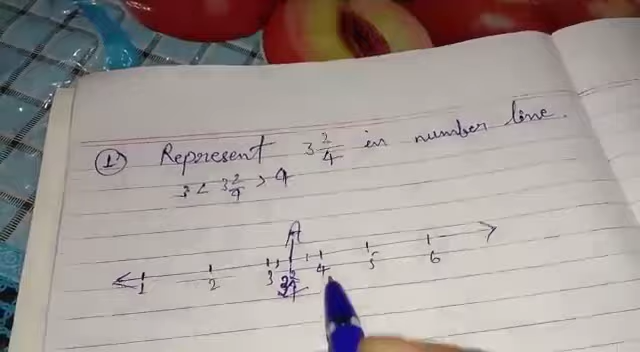 ① Represent 3 2/4 in number line.
3 < 3 2/4 > 4
A
1 2 3 3 2/4 4 5 6